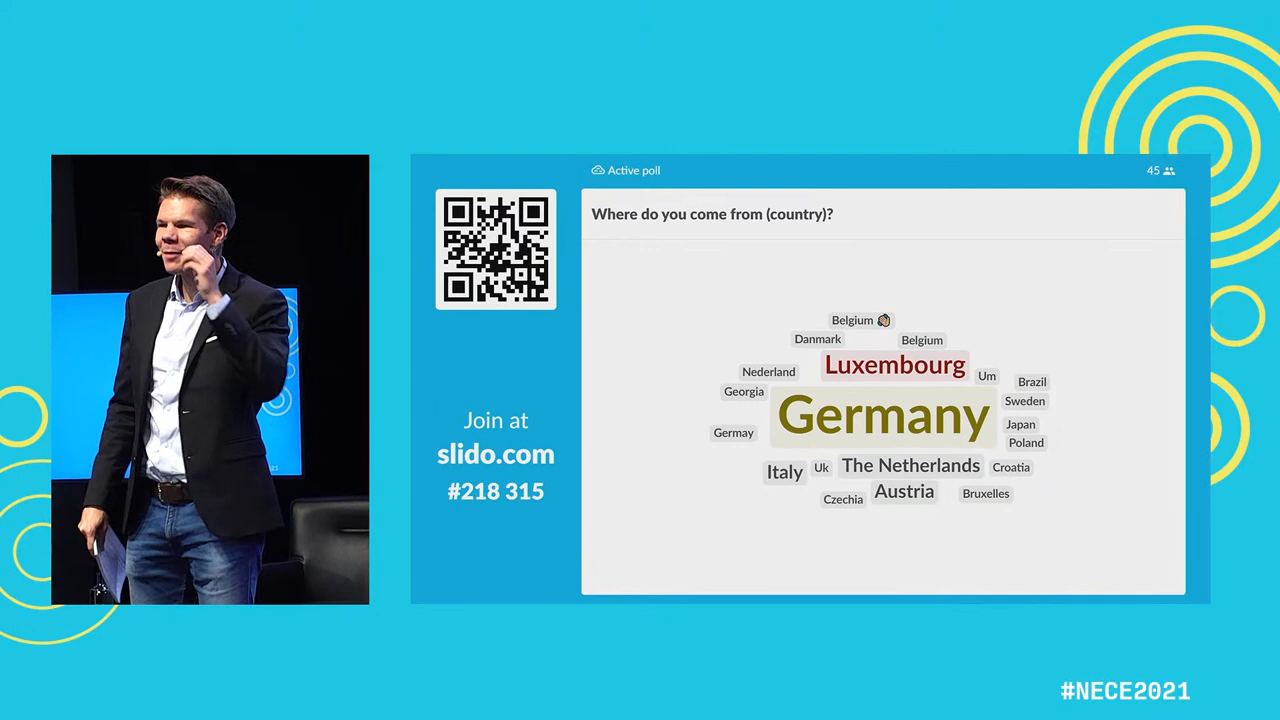 Active poll
45
Where do you come from (country)?
Join at
slido.com
#218 315
Belgium
Danmark
Belgium
Luxembourg
Nederland
Um
Brazil
Georgia
Sweden
Germany
Japan
Germay
Poland
The Netherlands
Italy
Uk
Croatia
Austria
Czechia
Bruxelles
#NECE2021